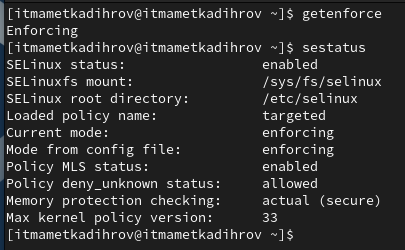 [itmametkadihrov@itmametkadihrov ~]$ getenforce
Enforcing
[itmametkadihrov@itmametkadihrov ~]$ sestatus
SELinux status:                 enabled
SELinuxfs mount:                /sys/fs/selinux
SELinux root directory:         /etc/selinux
Loaded policy name:             targeted
Current mode:                   enforcing
Mode from config file:          enforcing
Policy MLS status:              enabled
Policy deny_unknown status:     allowed
Memory protection checking:     actual (secure)
Max kernel policy version:      33
[itmametkadihrov@itmametkadihrov ~]$